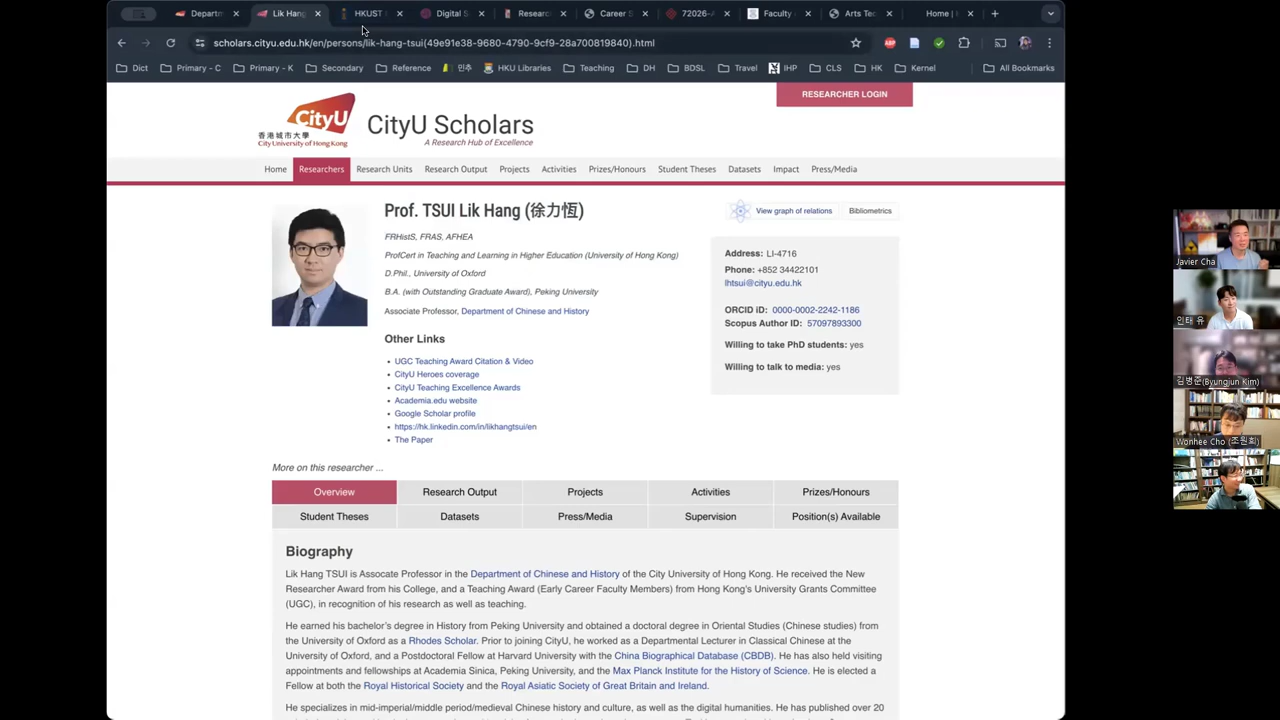 Departm
Lik Hang
HKUST
Digital S
Researc
Career S
72026-
Faculty
Arts Tec
Home |
scholars.cityu.edu.hk/en/persons/lik-hang-tsui(49e91e38-9680-4790-9cf9-28a700819840).html
Dict
Primary - C
Primary - K
Secondary
Reference
민추
HKU Libraries
Teaching
DH
BDSL
Travel
IHP
CLS
HK
Kernel
All Bookmarks
RESEARCHER LOGIN
CityU
香港城市大學
City University of Hong Kong
CityU Scholars
A Research Hub of Excellence
Home
Researchers
Research Units
Research Output
Projects
Activities
Prizes/Honours
Student Theses
Datasets
Impact
Press/Media
Prof. TSUI Lik Hang (徐力恆)
View graph of relations
Bibliometrics
FRHistS, FRAS, AFHEA
ProfCert in Teaching and Learning in Higher Education (University of Hong Kong)
D.Phil., University of Oxford
B.A. (with Outstanding Graduate Award), Peking University
Associate Professor, Department of Chinese and History
Address: LI-4716
Phone: +852 34422101
lhtsui@cityu.edu.hk
ORCID iD: 0000-0002-2242-1186
Scopus Author ID: 57097893300
Willing to take PhD students: yes
Willing to talk to media: yes
Other Links
• UGC Teaching Award Citation & Video
• CityU Heroes coverage
• CityU Teaching Excellence Awards
• Academia.edu website
• Google Scholar profile
• https://hk.linkedin.com/in/likhangtsui/en
• The Paper
More on this researcher ...
Overview
Research Output
Projects
Activities
Prizes/Honours
Student Theses
Datasets
Press/Media
Supervision
Position(s) Available
Biography
Lik Hang TSUI is Assocate Professor in the Department of Chinese and History of the City University of Hong Kong. He received the New
Researcher Award from his College, and a Teaching Award (Early Career Faculty Members) from Hong Kong's University Grants Committee
(UGC), in recognition of his research as well as teaching.
He earned his bachelor's degree in History from Peking University and obtained a doctoral degree in Oriental Studies (Chinese studies) from
the University of Oxford as a Rhodes Scholar. Prior to joining CityU, he worked as a Departmental Lecturer in Classical Chinese at the
University of Oxford, and a Postdoctoral Fellow at Harvard University with the China Biographical Database (CBDB). He has also held visiting
appointments and fellowships at Academia Sinica, Peking University, and the Max Planck Institute for the History of Science. He is elected a
Fellow at both the Royal Historical Society and the Royal Asiatic Society of Great Britain and Ireland.
He specializes in mid-imperial/middle period/medieval Chinese history and culture, as well as the digital humanities. He has published over 20
Javier Cha
인태 유
김병준(Byungjun Kim)
Wonhee Cho (조원희)